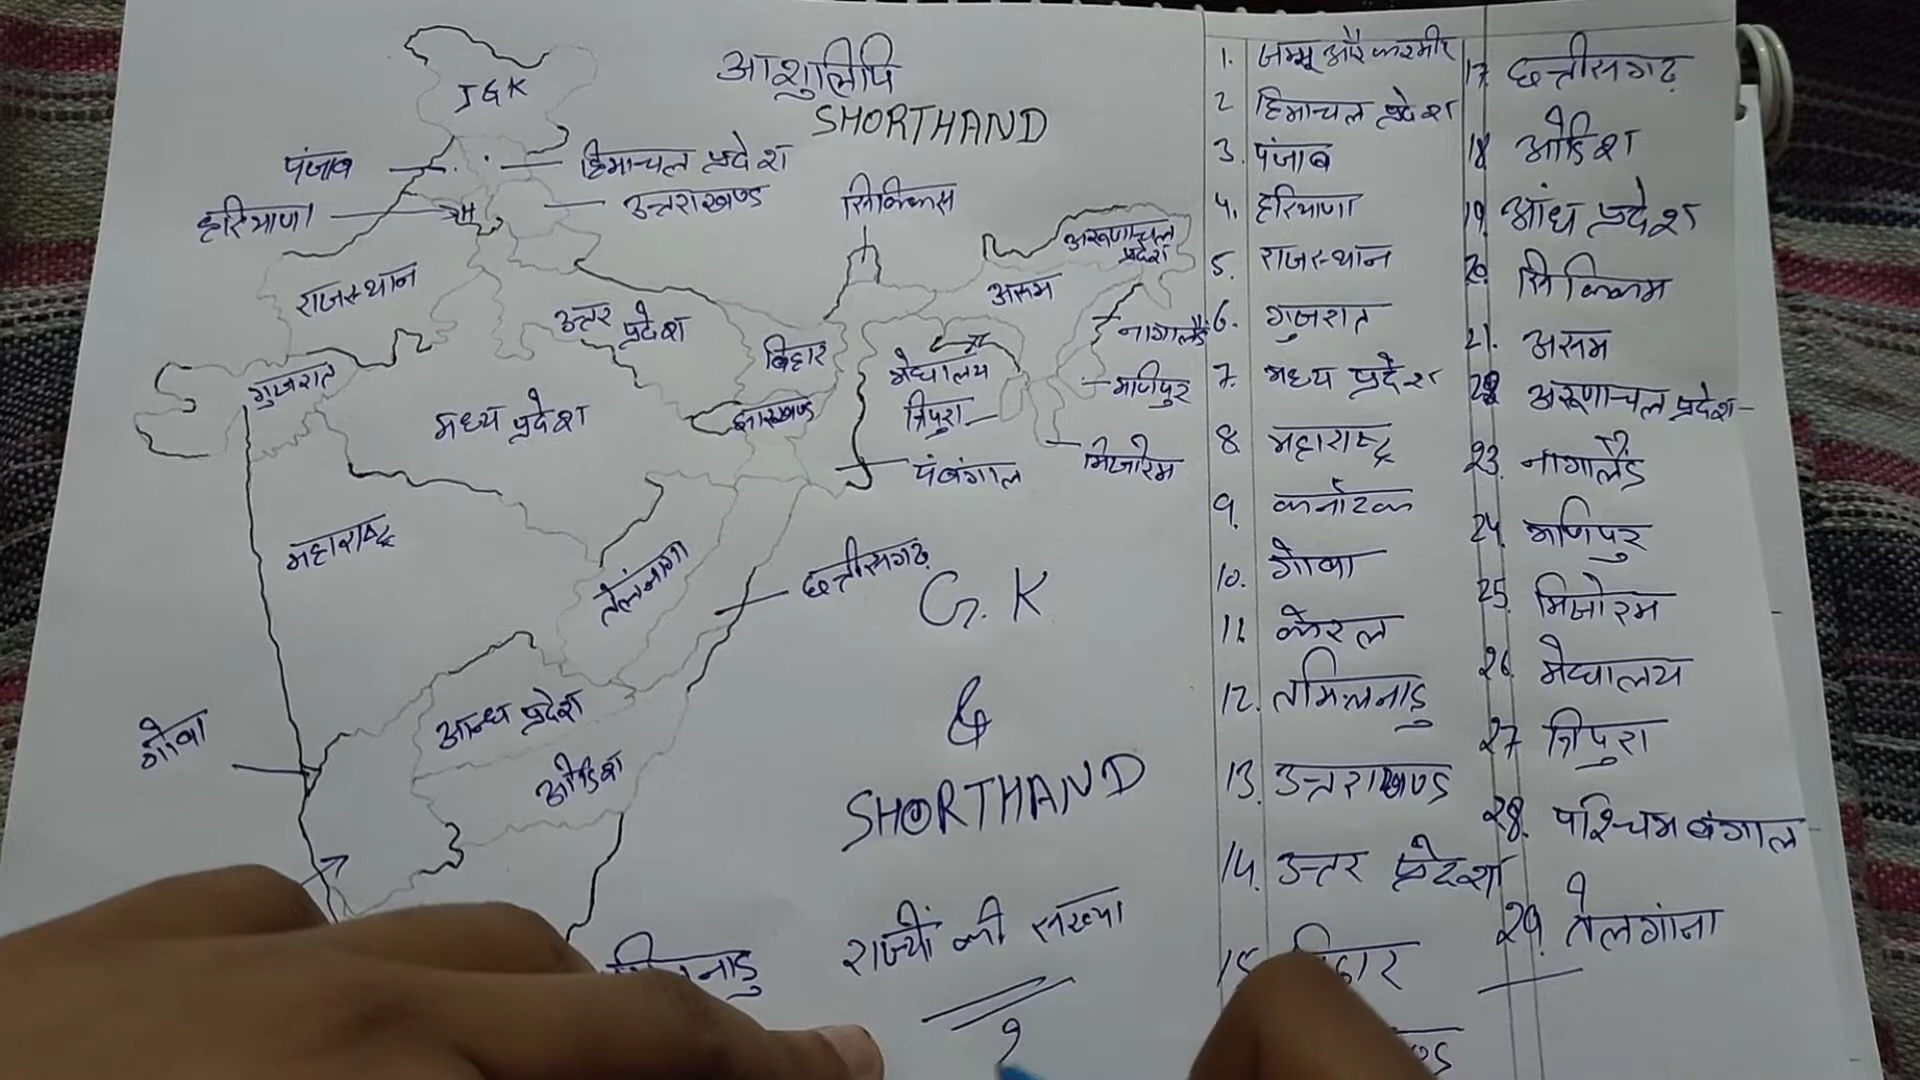 आशुलिपि
SHORTHAND
J&K
पंजाब
हिमाचल प्रदेश
हरियाणा
उत्तराखण्ड
सिक्किम
अरूणाचल
प्रदेश
राजस्थान
असम
उत्तर
प्रदेश
नागालैंड
बिहार
मेघालय
गुजरात
मणिपुर
मध्य प्रदेश
झारखण्ड
त्रिपुरा
मिजोरम
पं बंगाल
महाराष्ट्र
तेलंनागा
छत्तीसगढ़
G.K
&
SHORTHAND
गोवा
आन्ध्र प्रदेश
ओडिश
राज्यों की संख्या
1. जम्मू और कश्मीर
2 हिमाचल प्रदेश
3. पंजाब
4. हरियाणा
5. राजस्थान
6. गुजरात
7. मध्य प्रदेश
8 महाराष्ट्र
9. कर्नाटक
10. गोवा
11. केरल
12. तमिलनाडु
13. उत्तराखण्ड
14. उत्तर प्रदेश
17. छत्तीसगढ़
18 ओडिश
19. आंध्र प्रदेश
20. सिक्किम
21. असम
22 अरूणाचल प्रदेश
23. नागालैंड
24. मणिपुर
25. मिजोरम
26. मेघालय
27 त्रिपुरा
28. पश्चिम बंगाल
29. तेलगांना